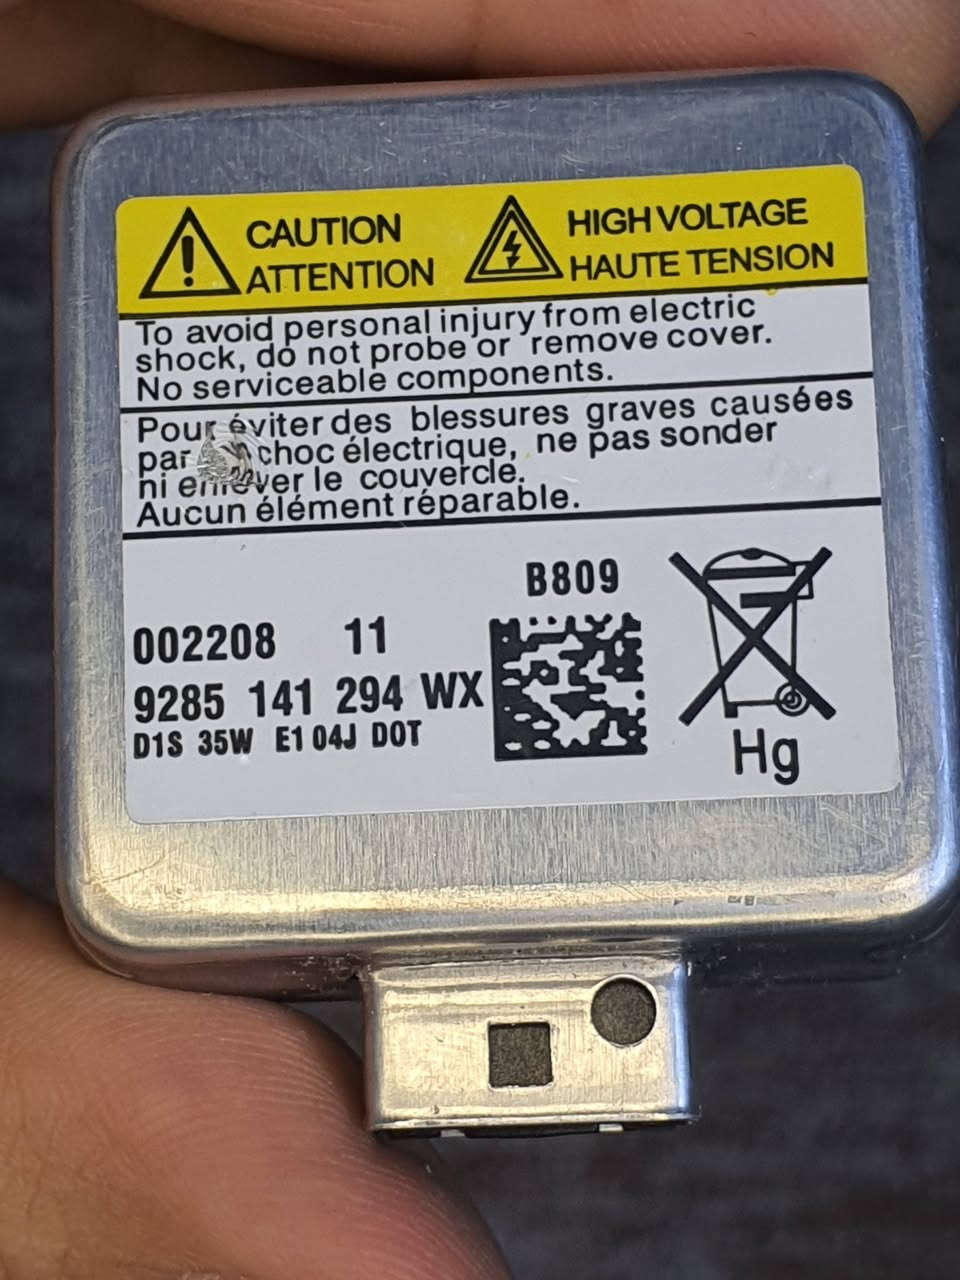 CAUTION
ATTENTION
HIGH VOLTAGE
HAUTE TENSION
To avoid personal injury from electric
shock, do not probe or remove cover.
No serviceable components.
Pour éviter des blessures graves causées
par choc électrique, ne pas sonder
ni enlever le couvercle.
Aucun élément réparable.
B809
002208 11
9285 141 294 WX
D1S 35W E1 04J DOT
Hg